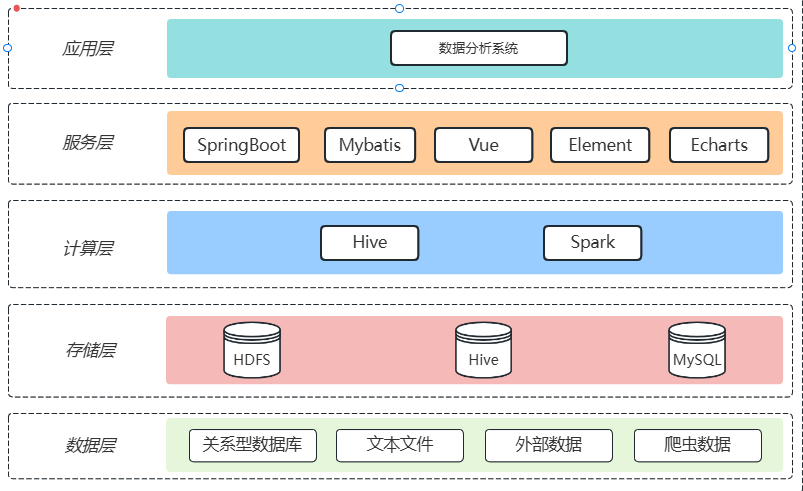 应用层
数据分析系统
服务层
SpringBoot
Mybatis
Vue
Element
Echarts
计算层
Hive
Spark
存储层
HDFS
Hive
MySQL
数据层
关系型数据库
文本文件
外部数据
爬虫数据